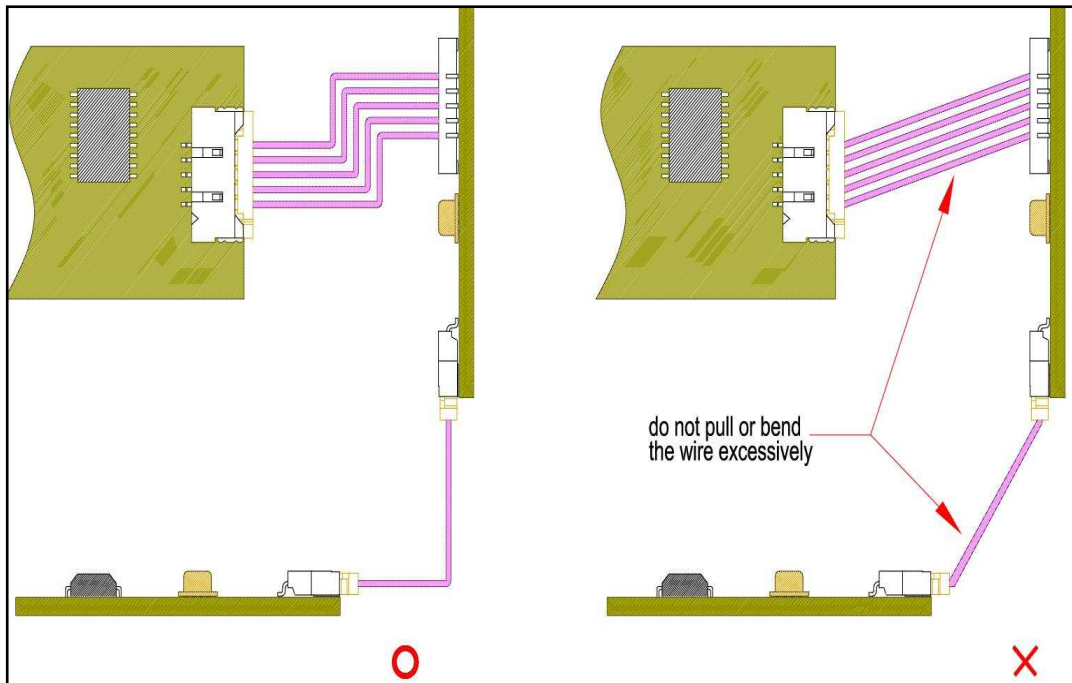 do not pull or bend
the wire excessively